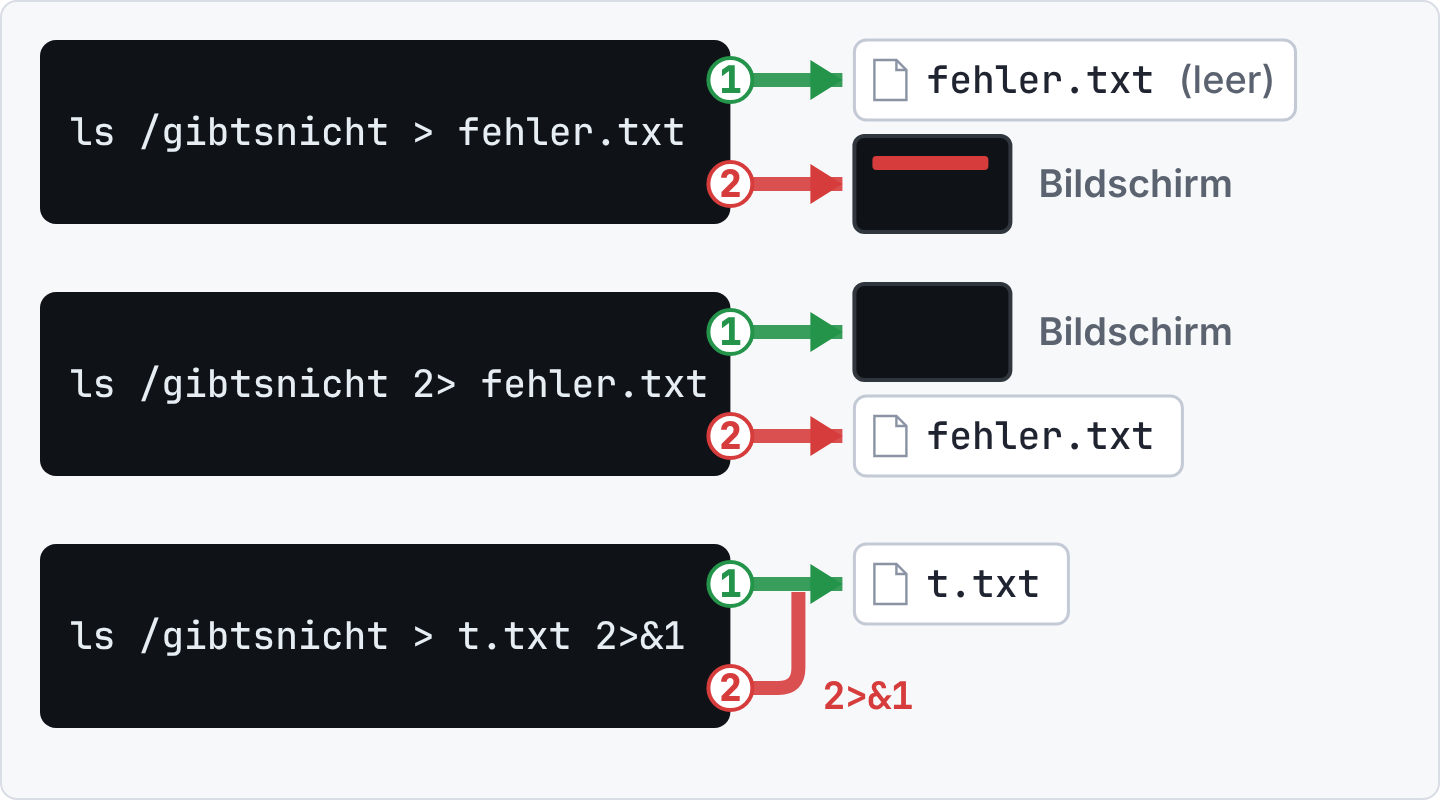 1
fehler.txt (leer)
ls /gibtsnicht > fehler.txt
2
Bildschirm
1
Bildschirm
ls /gibtsnicht 2> fehler.txt
2
fehler.txt
1
t.txt
ls /gibtsnicht > t.txt 2>&1
2
2>&1